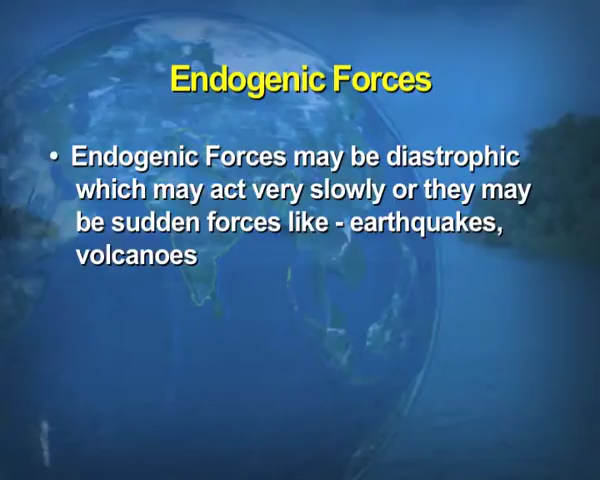 Endogenic Forces
• Endogenic Forces may be diastrophic
which may act very slowly or they may
be sudden forces like - earthquakes,
volcanoes